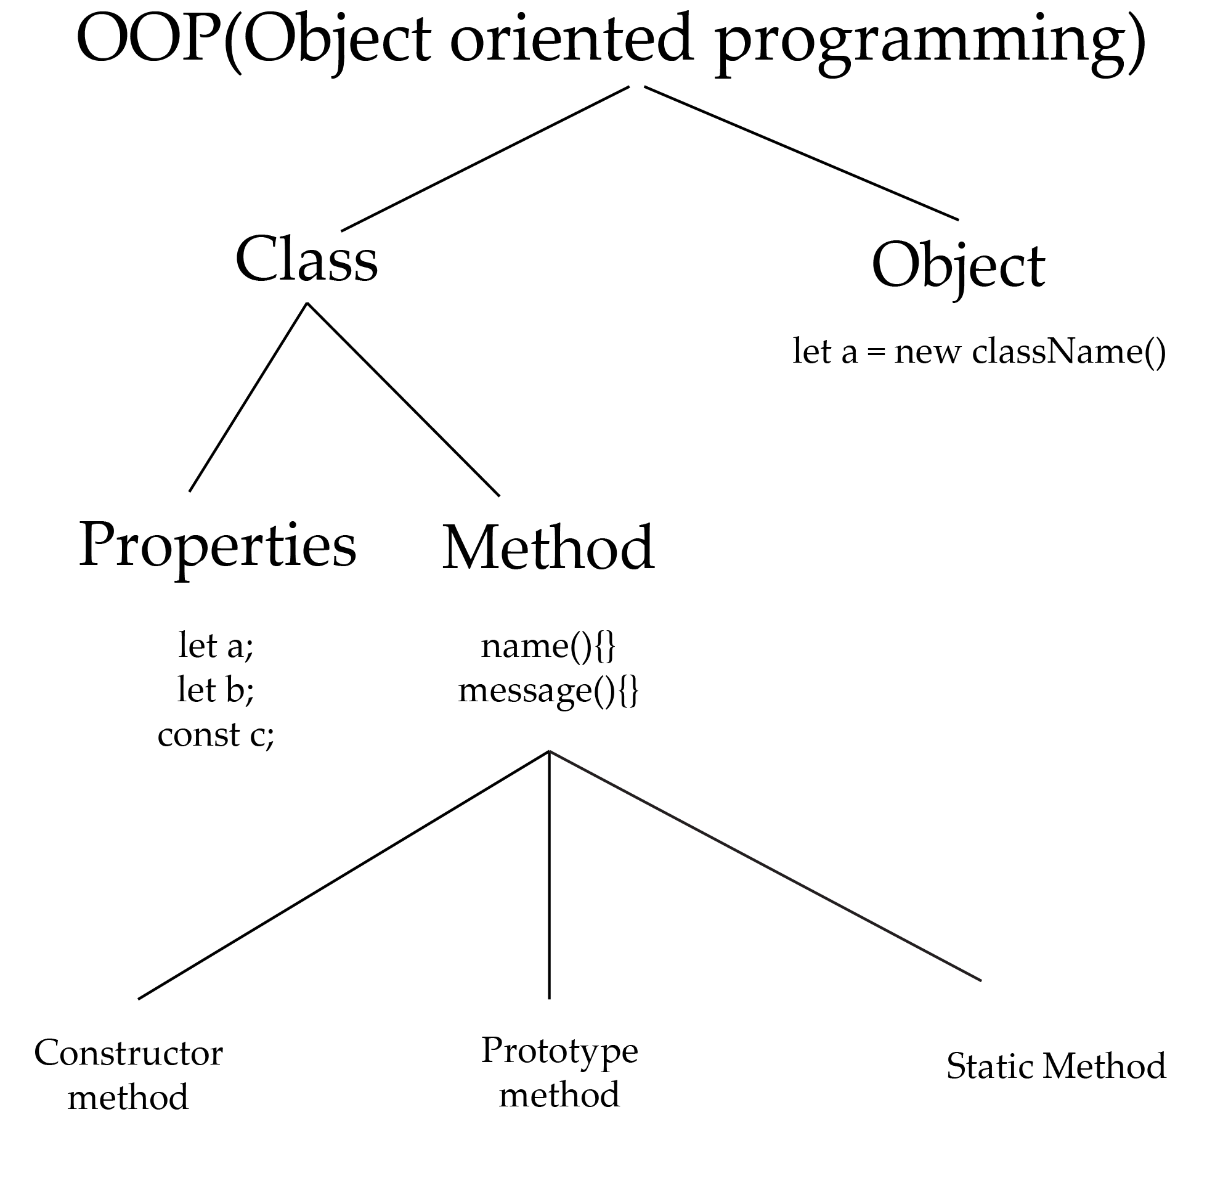 OOP(Object oriented programming)
Class
Object
let a = new className()
Properties
Method
let a;
let b;
const c;
name(){}
message(){}
Constructor
method
Prototype
method
Static Method